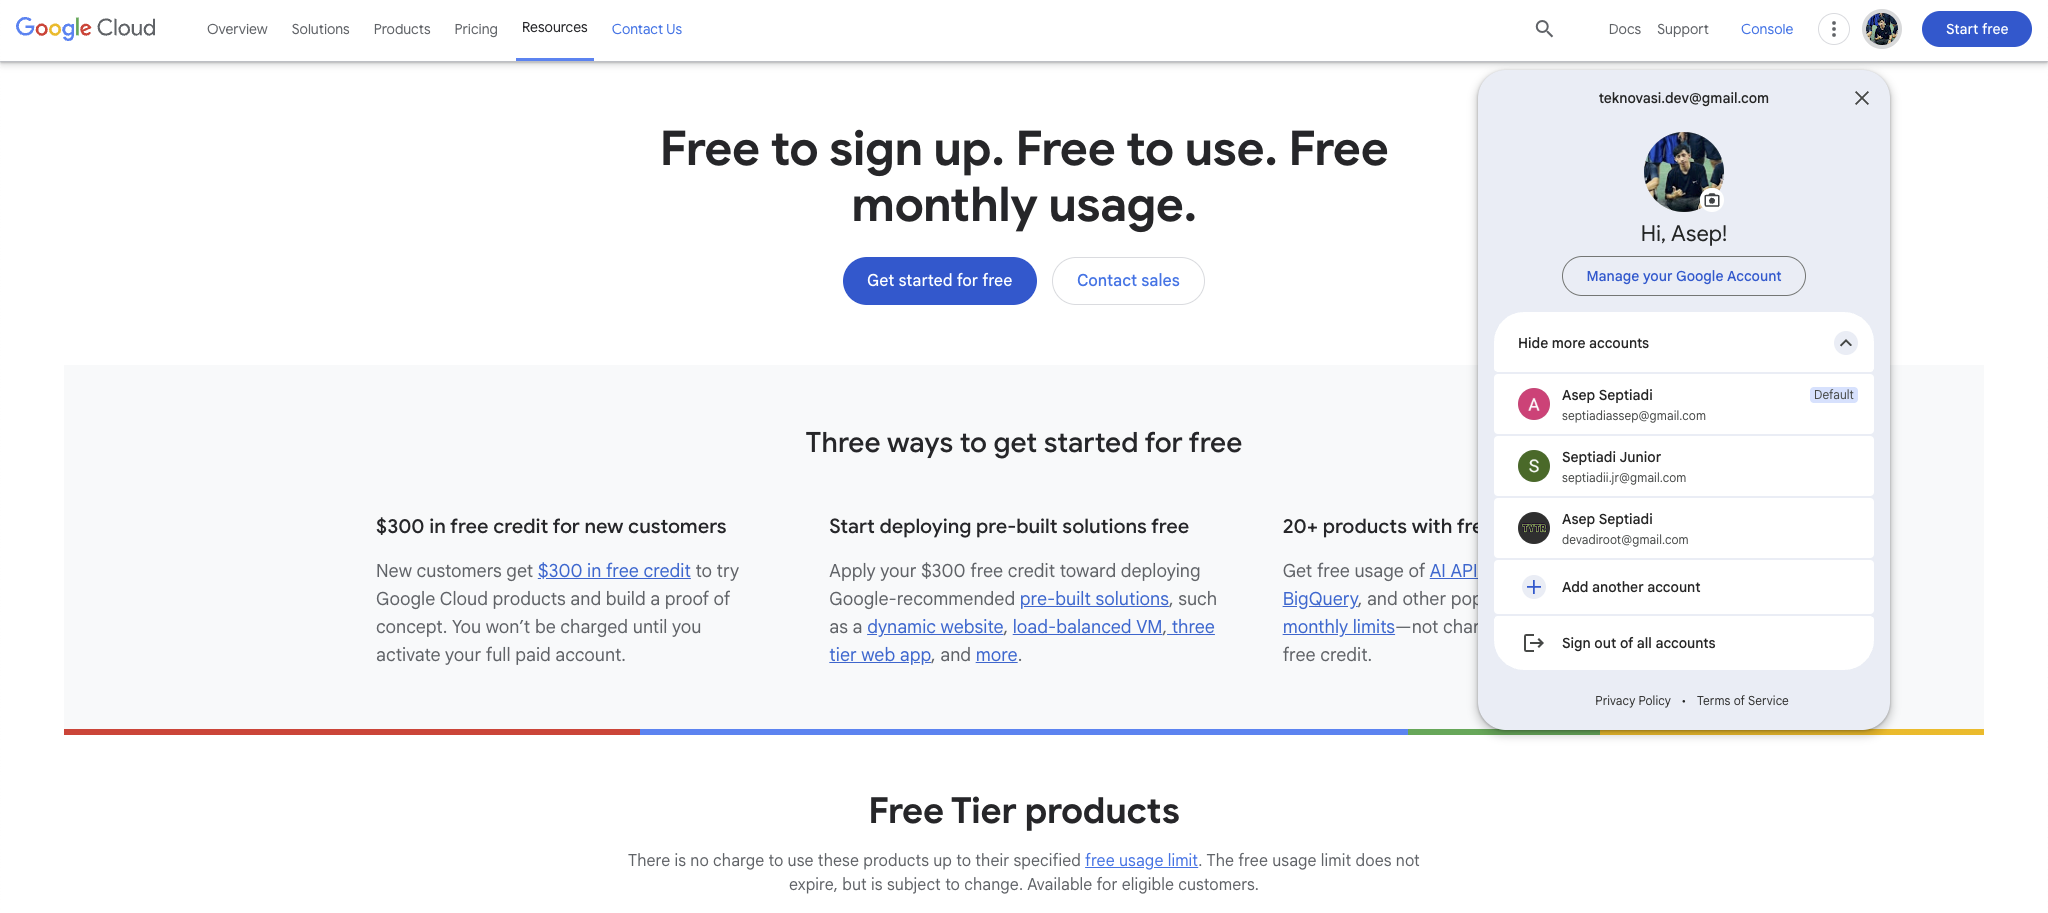 Google Cloud
Overview
Solutions
Products
Pricing
Resources
Contact Us
Docs
Support
Console
Start free
Free to sign up. Free to use. Free
monthly usage.
Get started for free
Contact sales
Three ways to get started for free
$300 in free credit for new customers
New customers get $300 in free credit to try
Google Cloud products and build a proof of
concept. You won’t be charged until you
activate your full paid account.
Start deploying pre-built solutions free
Apply your $300 free credit toward deploying
Google-recommended pre-built solutions, such
as a dynamic website, load-balanced VM, three
tier web app, and more.
20+ products with fre
Get free usage of AI API
BigQuery, and other pop
monthly limits—not char
free credit.
teknovasi.dev@gmail.com
Hi, Asep!
Manage your Google Account
Hide more accounts
A
Asep Septiadi
Default
septiadiassep@gmail.com
S
Septiadi Junior
septiadii.jr@gmail.com
TYTR
Asep Septiadi
devadiroot@gmail.com
Add another account
Sign out of all accounts
Privacy Policy • Terms of Service
Free Tier products
There is no charge to use these products up to their specified free usage limit. The free usage limit does not
expire, but is subject to change. Available for eligible customers.